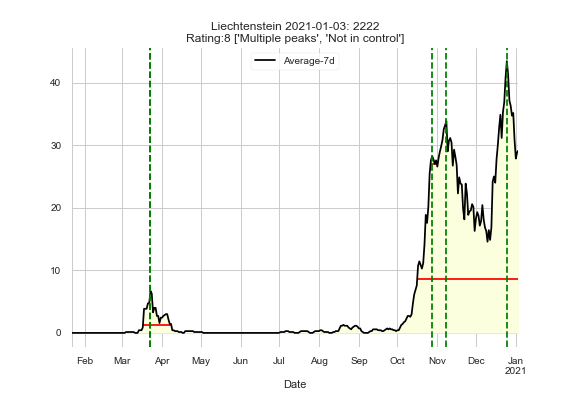 Liechtenstein 2021-01-03: 2222
Rating:8 ['Multiple peaks', 'Not in control']
Average-7d
40
30
20
10
0
Feb Mar Apr May Jun Jul Aug Sep Oct Nov Dec Jan
2021
Date